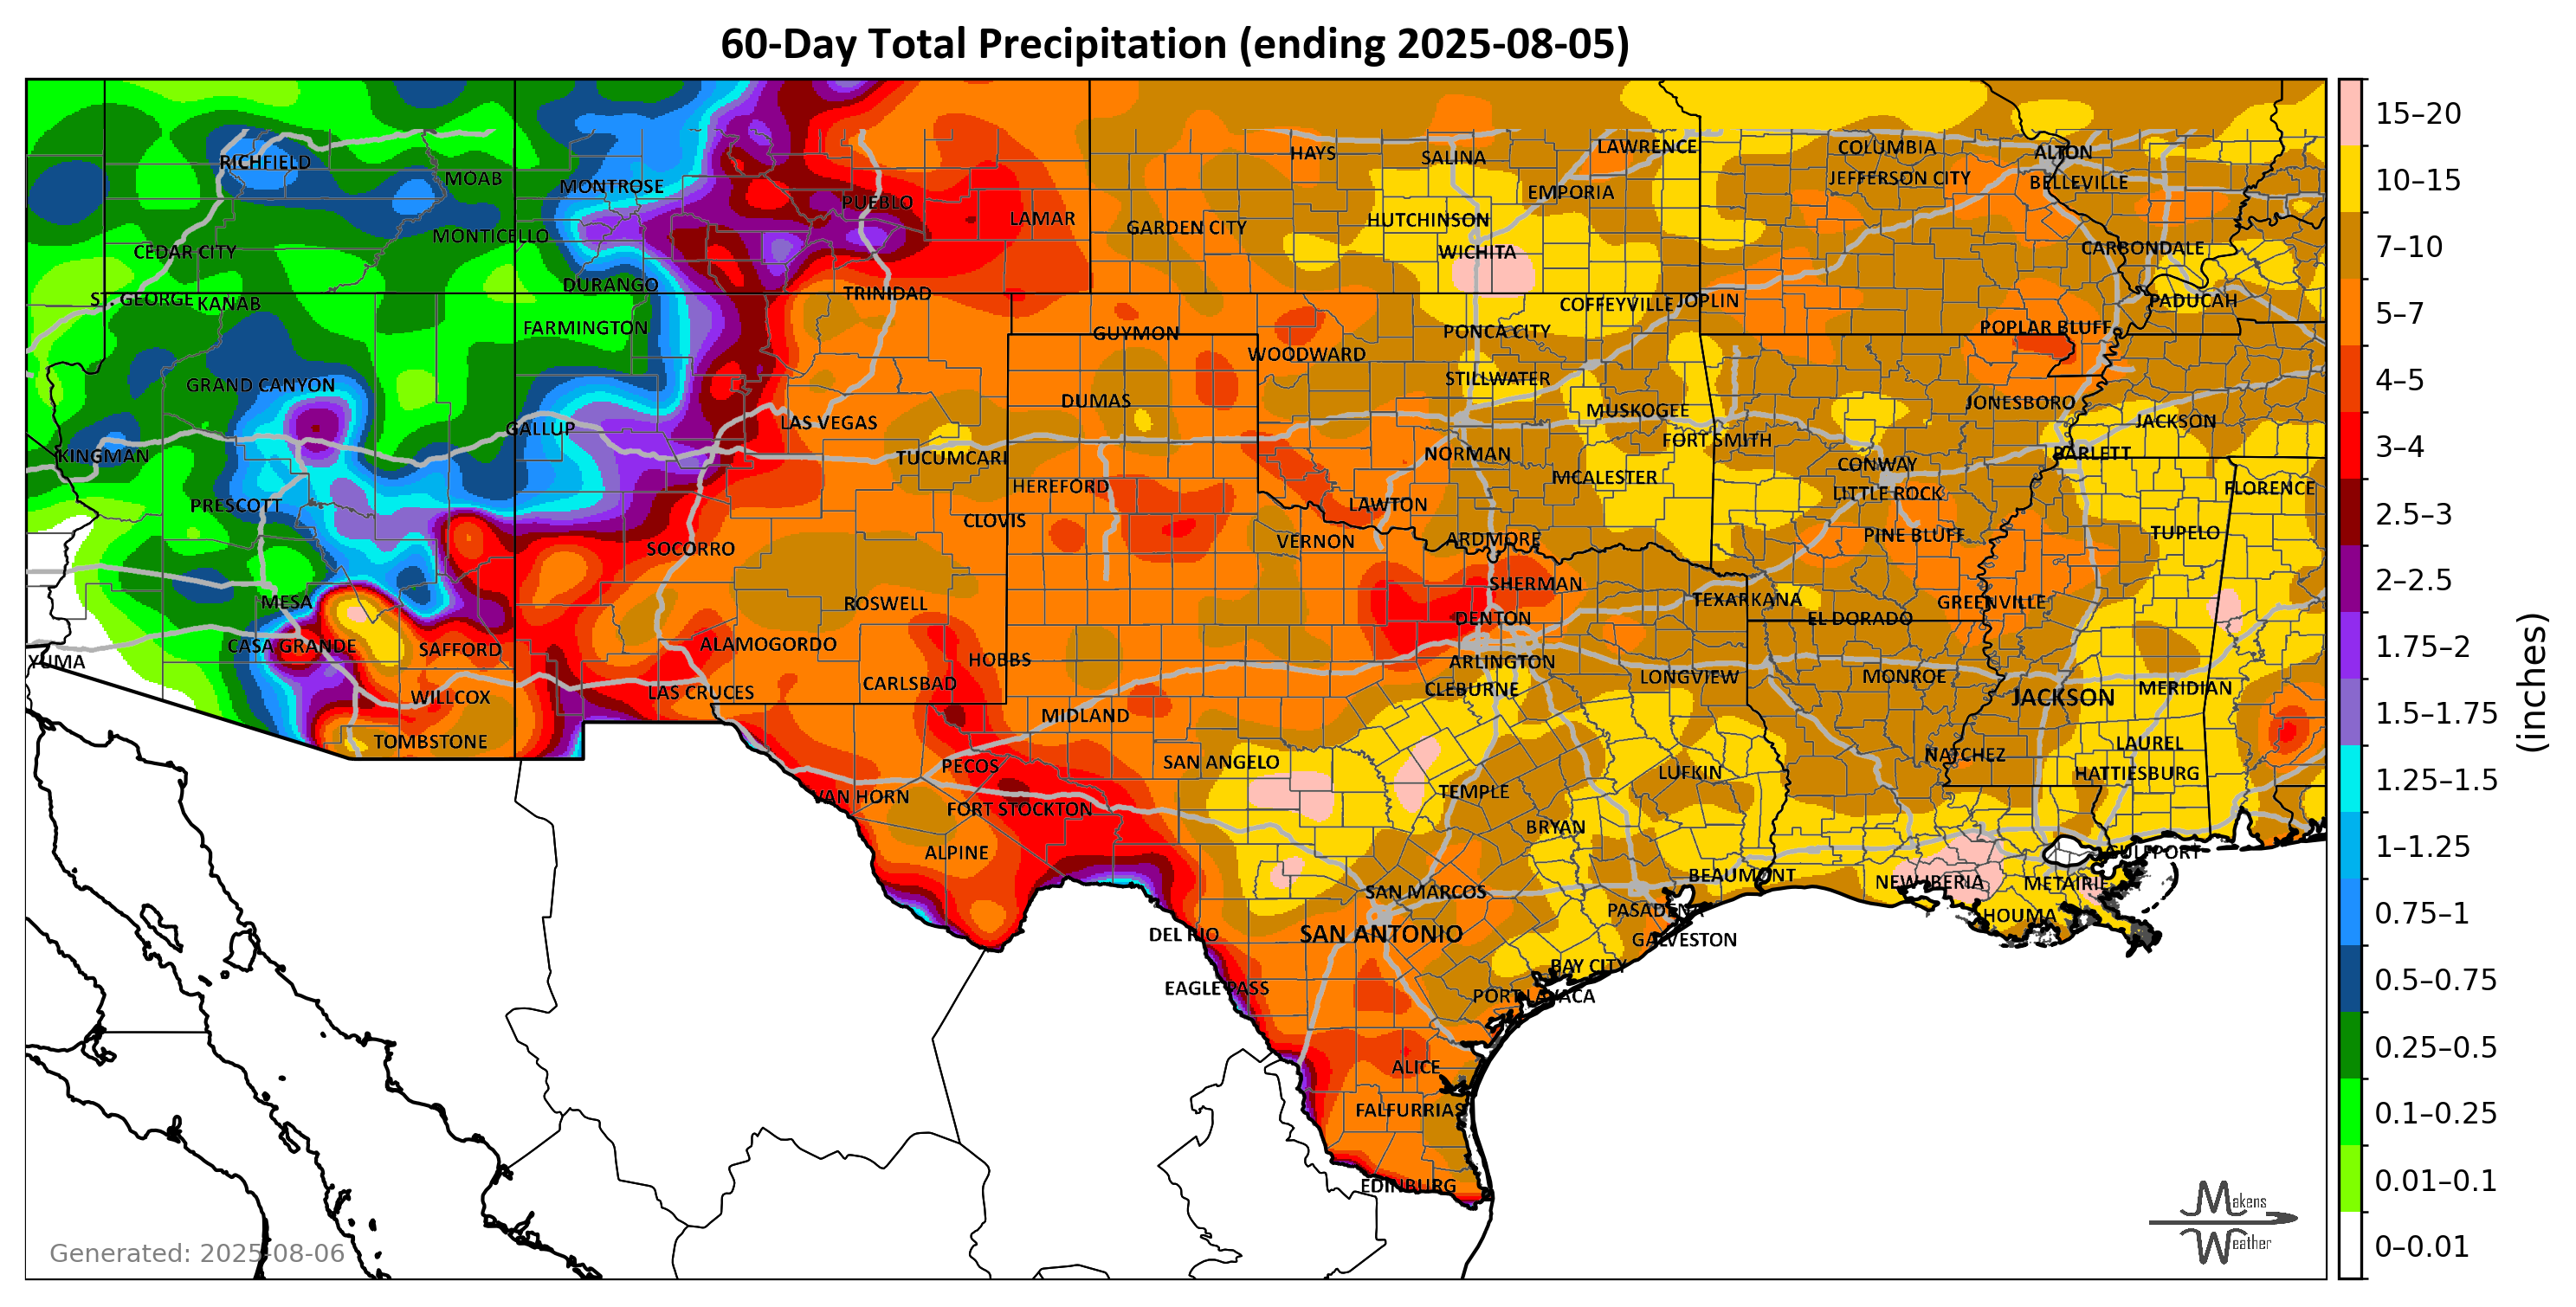 60-Day Total Precipitation (ending 2025-08-05)
RICHFIELD
MOAB
MONTROSE
PUEBLO
LAMAR
HAYS
SALINA
LAWRENCE
COLUMBIA
ALTON
JEFFERSON CITY
BELLEVILLE
EMPORIA
GARDEN CITY
HUTCHINSON
WICHITA
MONTICELLO
CEDAR CITY
CARBONDALE
DURANGO
TRINIDAD
ST. GEORGE
KANAB
COFFEYVILLE
JOPLIN
PADUCAH
FARMINGTON
GUYMON
PONCA CITY
POPLAR BLUFF
WOODWARD
GRAND CANYON
STILLWATER
DUMAS
MUSKOGEE
JONESBORO
GALLUP
LAS VEGAS
JACKSON
FORT SMITH
KINGMAN
TUCUMCARI
NORMAN
BARLETT
CONWAY
MCALESTER
HEREFORD
LITTLE ROCK
FLORENCE
PRESCOTT
LAWTON
CLOVIS
PINE BLUFF
TUPELO
SOCORRO
VERNON
ARDMORE
SHERMAN
MESA
ROSWELL
TEXARKANA
GREENVILLE
DENTON
EL DORADO
CASA GRANDE
SAFFORD
ALAMOGORDO
HOBBS
ARLINGTON
YUMA
CARLSBAD
CLEBURNE
LONGVIEW
MONROE
MERIDIAN
WILLCOX
LAS CRUCES
JACKSON
MIDLAND
TOMBSTONE
LAUREL
NATCHEZ
PECOS
SAN ANGELO
LUFKIN
HATTIESBURG
VAN HORN
FORT STOCKTON
TEMPLE
BRYAN
ALPINE
GULFPORT
BEAUMONT
NEW IBERIA
METAIRIE
SAN MARCOS
PASADENA
HOUMA
DEL RIO
SAN ANTONIO
GALVESTON
BAY CITY
EAGLE PASS
PORT LAVACA
ALICE
FALFURRIAS
EDINBURG
Generated: 2025-08-06
Makens
Weather
15–20
10–15
7–10
5–7
4–5
3–4
2.5–3
2–2.5
1.75–2
1.5–1.75
1.25–1.5
1–1.25
0.75–1
0.5–0.75
0.25–0.5
0.1–0.25
0.01–0.1
0–0.01
(inches)